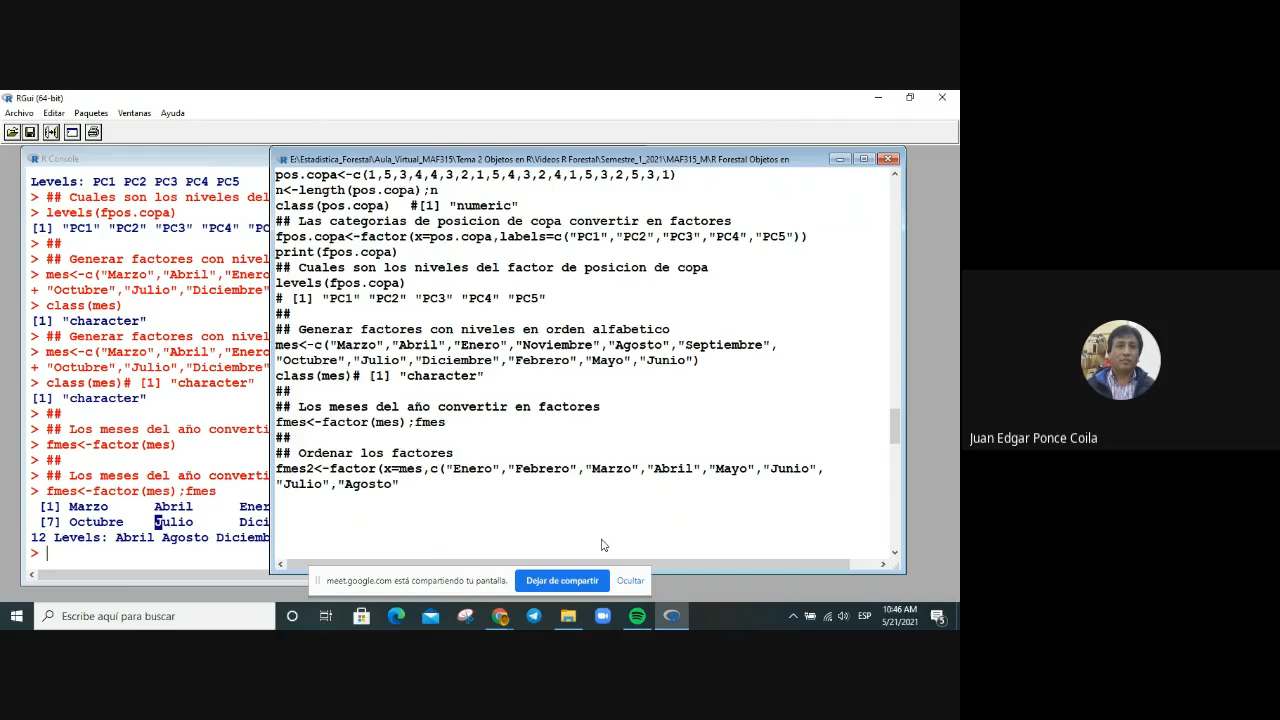 RGui (64-bit)
Archivo Editar Paquetes Ventanas Ayuda
R Console
Levels: PC1 PC2 PC3 PC4 PC5
> ## Cuales son los niveles del
> levels(fpos.copa)
[1] "PC1" "PC2" "PC3" "PC4" "PC
> ##
> ## Generar factores con nivel
> mes<-c("Marzo","Abril","Enero
+ "Octubre","Julio","Diciembre"
> class(mes)
[1] "character"
> ## Generar factores con nivel
> mes<-c("Marzo","Abril","Enero
+ "Octubre","Julio","Diciembre"
> class(mes)# [1] "character"
[1] "character"
> ##
> ## Los meses del año converti
> fmes<-factor(mes)
> ##
> ## Los meses del año converti
> fmes<-factor(mes);fmes
[1] Marzo Abril Ener
[7] Octubre Julio Dici
12 Levels: Abril Agosto Diciemb
>
E:\Estadistica_Forestal\Aula_Virtual_MAF315\Tema 2 Objetos en R\Videos R Forestal\Semestre_1_2021\MAF315_M\R Forestal Objetos en
pos.copa<-c(1,5,3,4,4,3,2,1,5,4,3,2,4,1,5,3,2,5,3,1)
n<-length(pos.copa);n
class(pos.copa) #[1] "numeric"
## Las categorias de posicion de copa convertir en factores
fpos.copa<-factor(x=pos.copa,labels=c("PC1","PC2","PC3","PC4","PC5"))
print(fpos.copa)
## Cuales son los niveles del factor de posicion de copa
levels(fpos.copa)
# [1] "PC1" "PC2" "PC3" "PC4" "PC5"
##
## Generar factores con niveles en orden alfabetico
mes<-c("Marzo","Abril","Enero","Noviembre","Agosto","Septiembre",
"Octubre","Julio","Diciembre","Febrero","Mayo","Junio")
class(mes)# [1] "character"
##
## Los meses del año convertir en factores
fmes<-factor(mes);fmes
##
## Ordenar los factores
fmes2<-factor(x=mes,c("Enero","Febrero","Marzo","Abril","Mayo","Junio",
"Julio","Agosto"
meet.google.com está compartiendo tu pantalla.
Dejar de compartir
Ocultar
Escribe aquí para buscar
ESP
10:46 AM
5/21/2021
5
Juan Edgar Ponce Coila